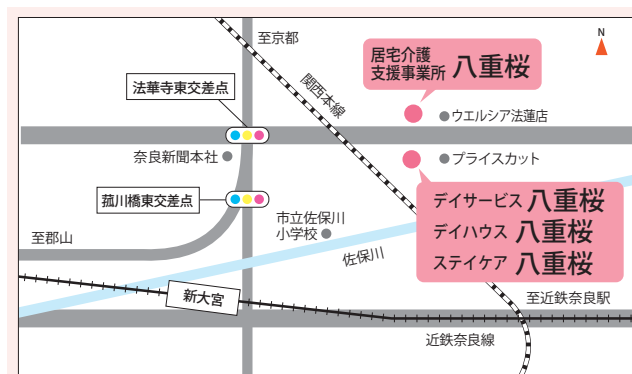 至京都
N
居宅介護
支援事業所 八重桜
関西本線
法華寺東交差点
ウエルシア法蓮店
奈良新聞本社
プライスカット
菰川橋東交差点
デイサービス 八重桜
デイハウス 八重桜
ステイケア 八重桜
市立佐保川
小学校
至郡山
佐保川
新大宮
至近鉄奈良駅
近鉄奈良線